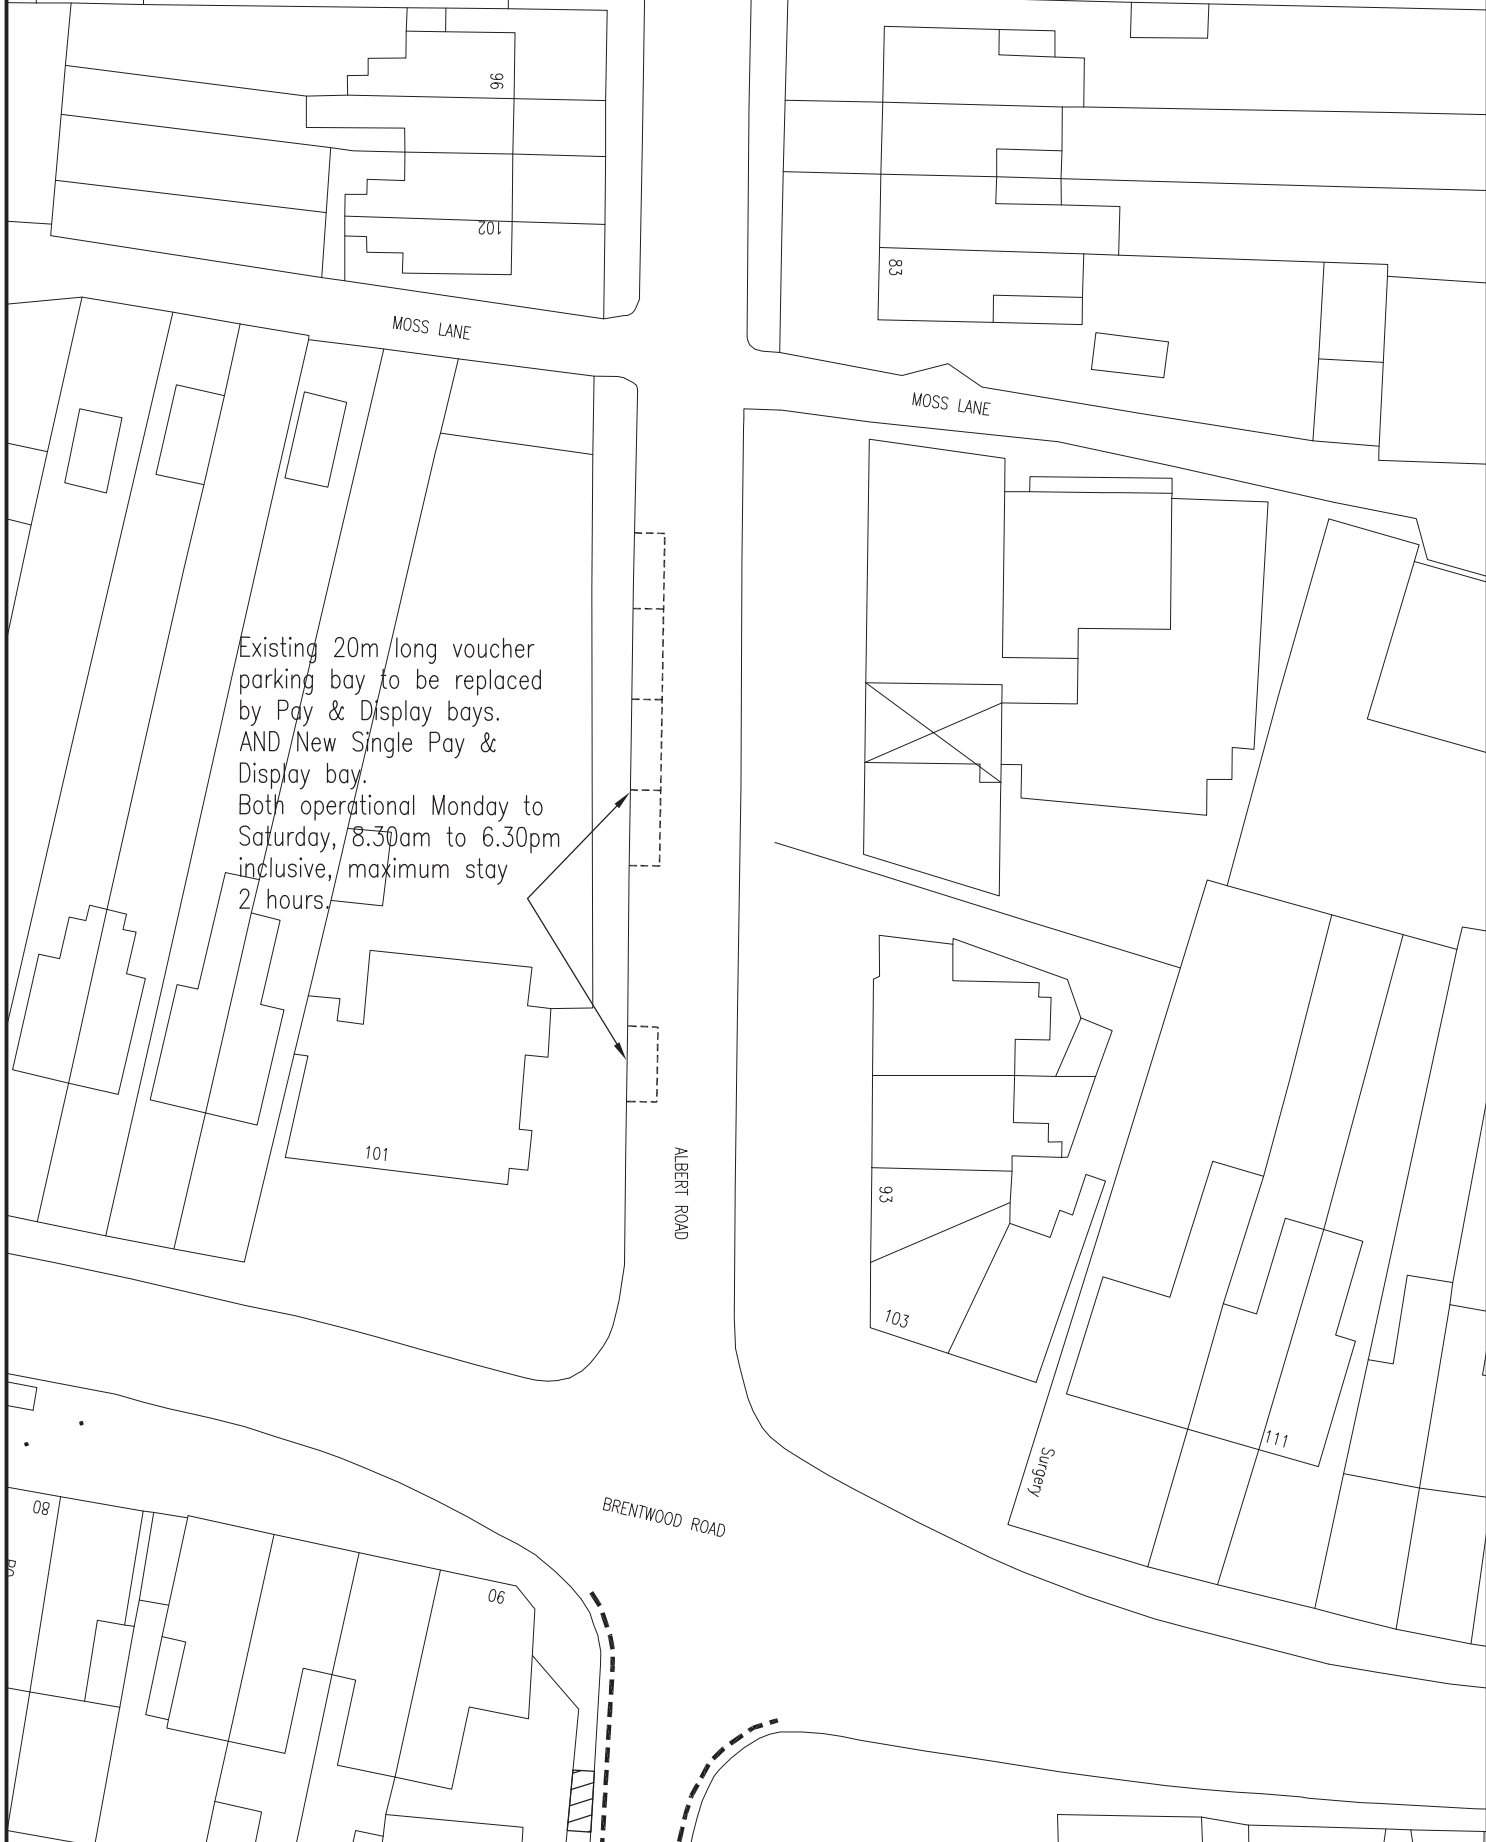 96
102
83
MOSS LANE
MOSS LANE
Existing 20m long voucher
parking bay to be replaced
by Pay & Display bays.
AND New Single Pay &
Display bay.
Both operational Monday to
Saturday, 8.30am to 6.30pm
inclusive, maximum stay
2 hours.
101
ALBERT ROAD
93
103
111
Surgery
BRENTWOOD ROAD
80
90